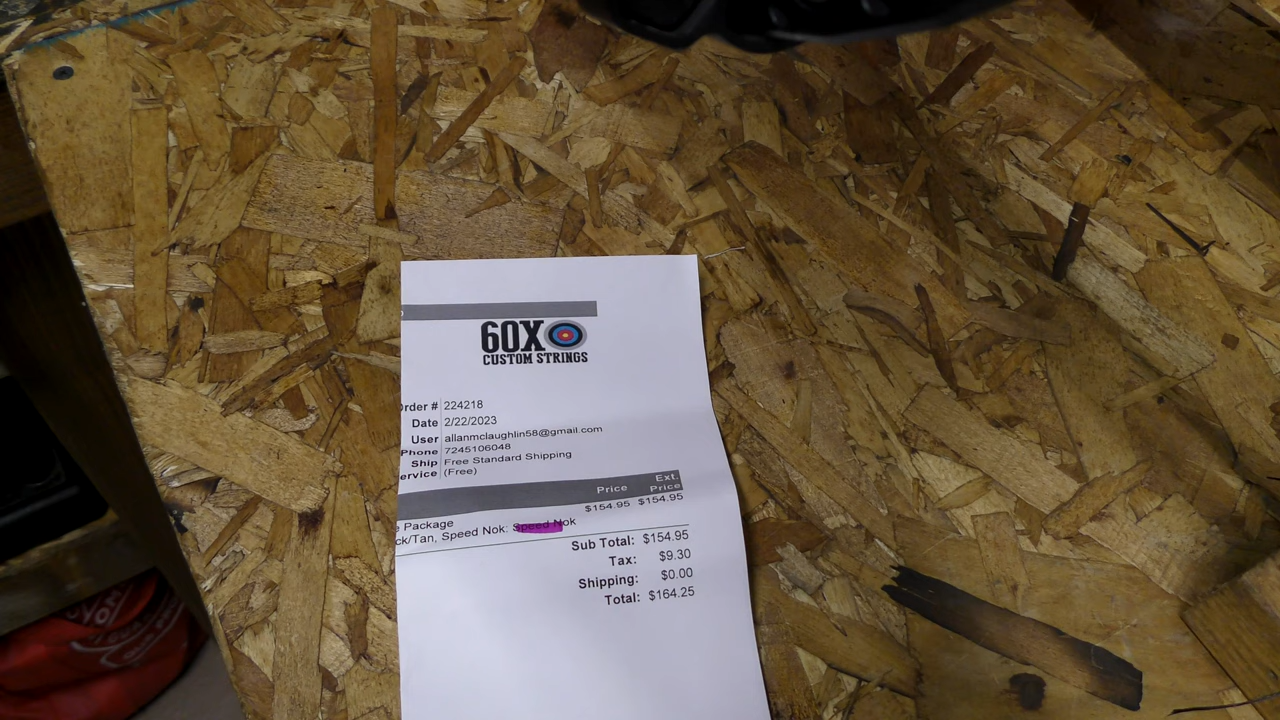 60X
CUSTOM STRINGS
Order # 224218
Date 2/22/2023
User allanmclaughlin58@gmail.com
Phone 7245106048
Ship Free Standard Shipping
ervice (Free)
Price Ext. Price
$154.95 $154.95
e Package
ck/Tan, Speed Nok: Speed Nok
Sub Total: $154.95
Tax: $9.30
Shipping: $0.00
Total: $164.25